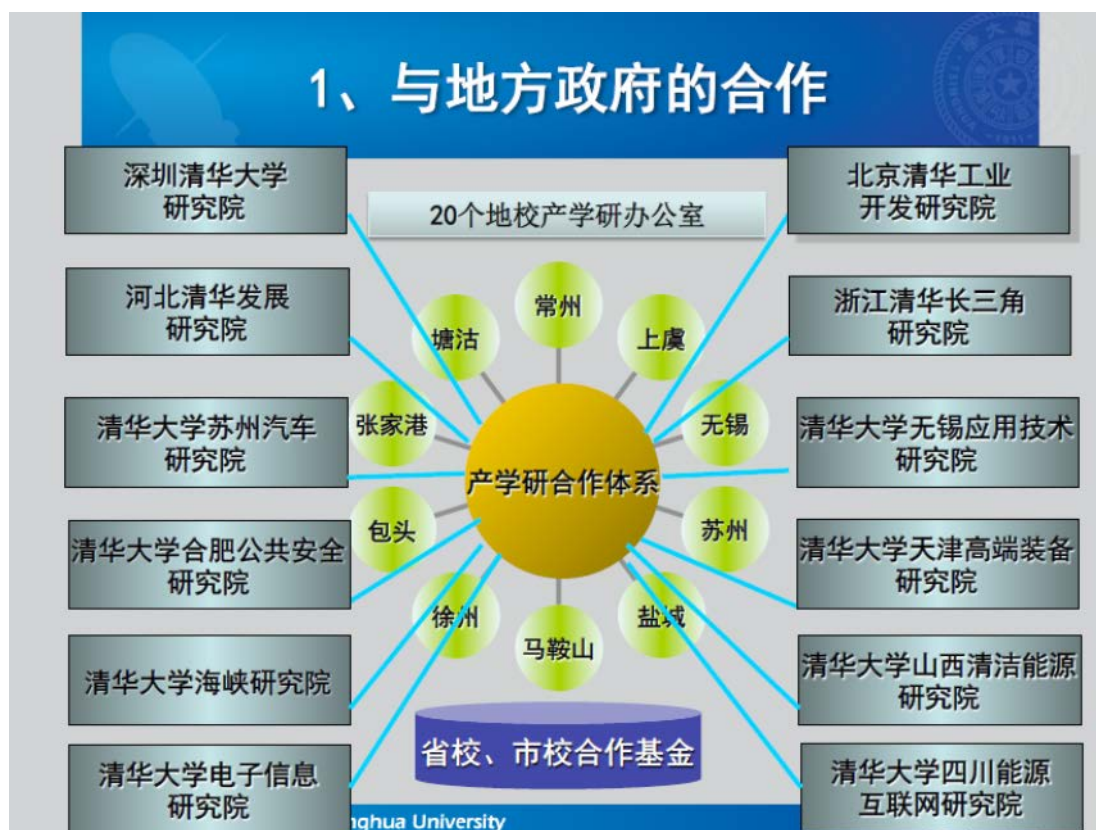 1、与地方政府的合作
深圳清华大学
研究院
北京清华工业
开发研究院
20个地校产学研办公室
河北清华发展
研究院
浙江清华长三角
研究院
常州
塘沽
上虞
张家港
无锡
清华大学苏州汽车
研究院
清华大学无锡应用技术
研究院
产学研合作体系
包头
苏州
清华大学合肥公共安全
研究院
清华大学天津高端装备
研究院
徐州
盐城
马鞍山
清华大学海峡研究院
清华大学山西清洁能源
研究院
省校、市校合作基金
清华大学电子信息
研究院
清华大学四川能源
互联网研究院
nghua University